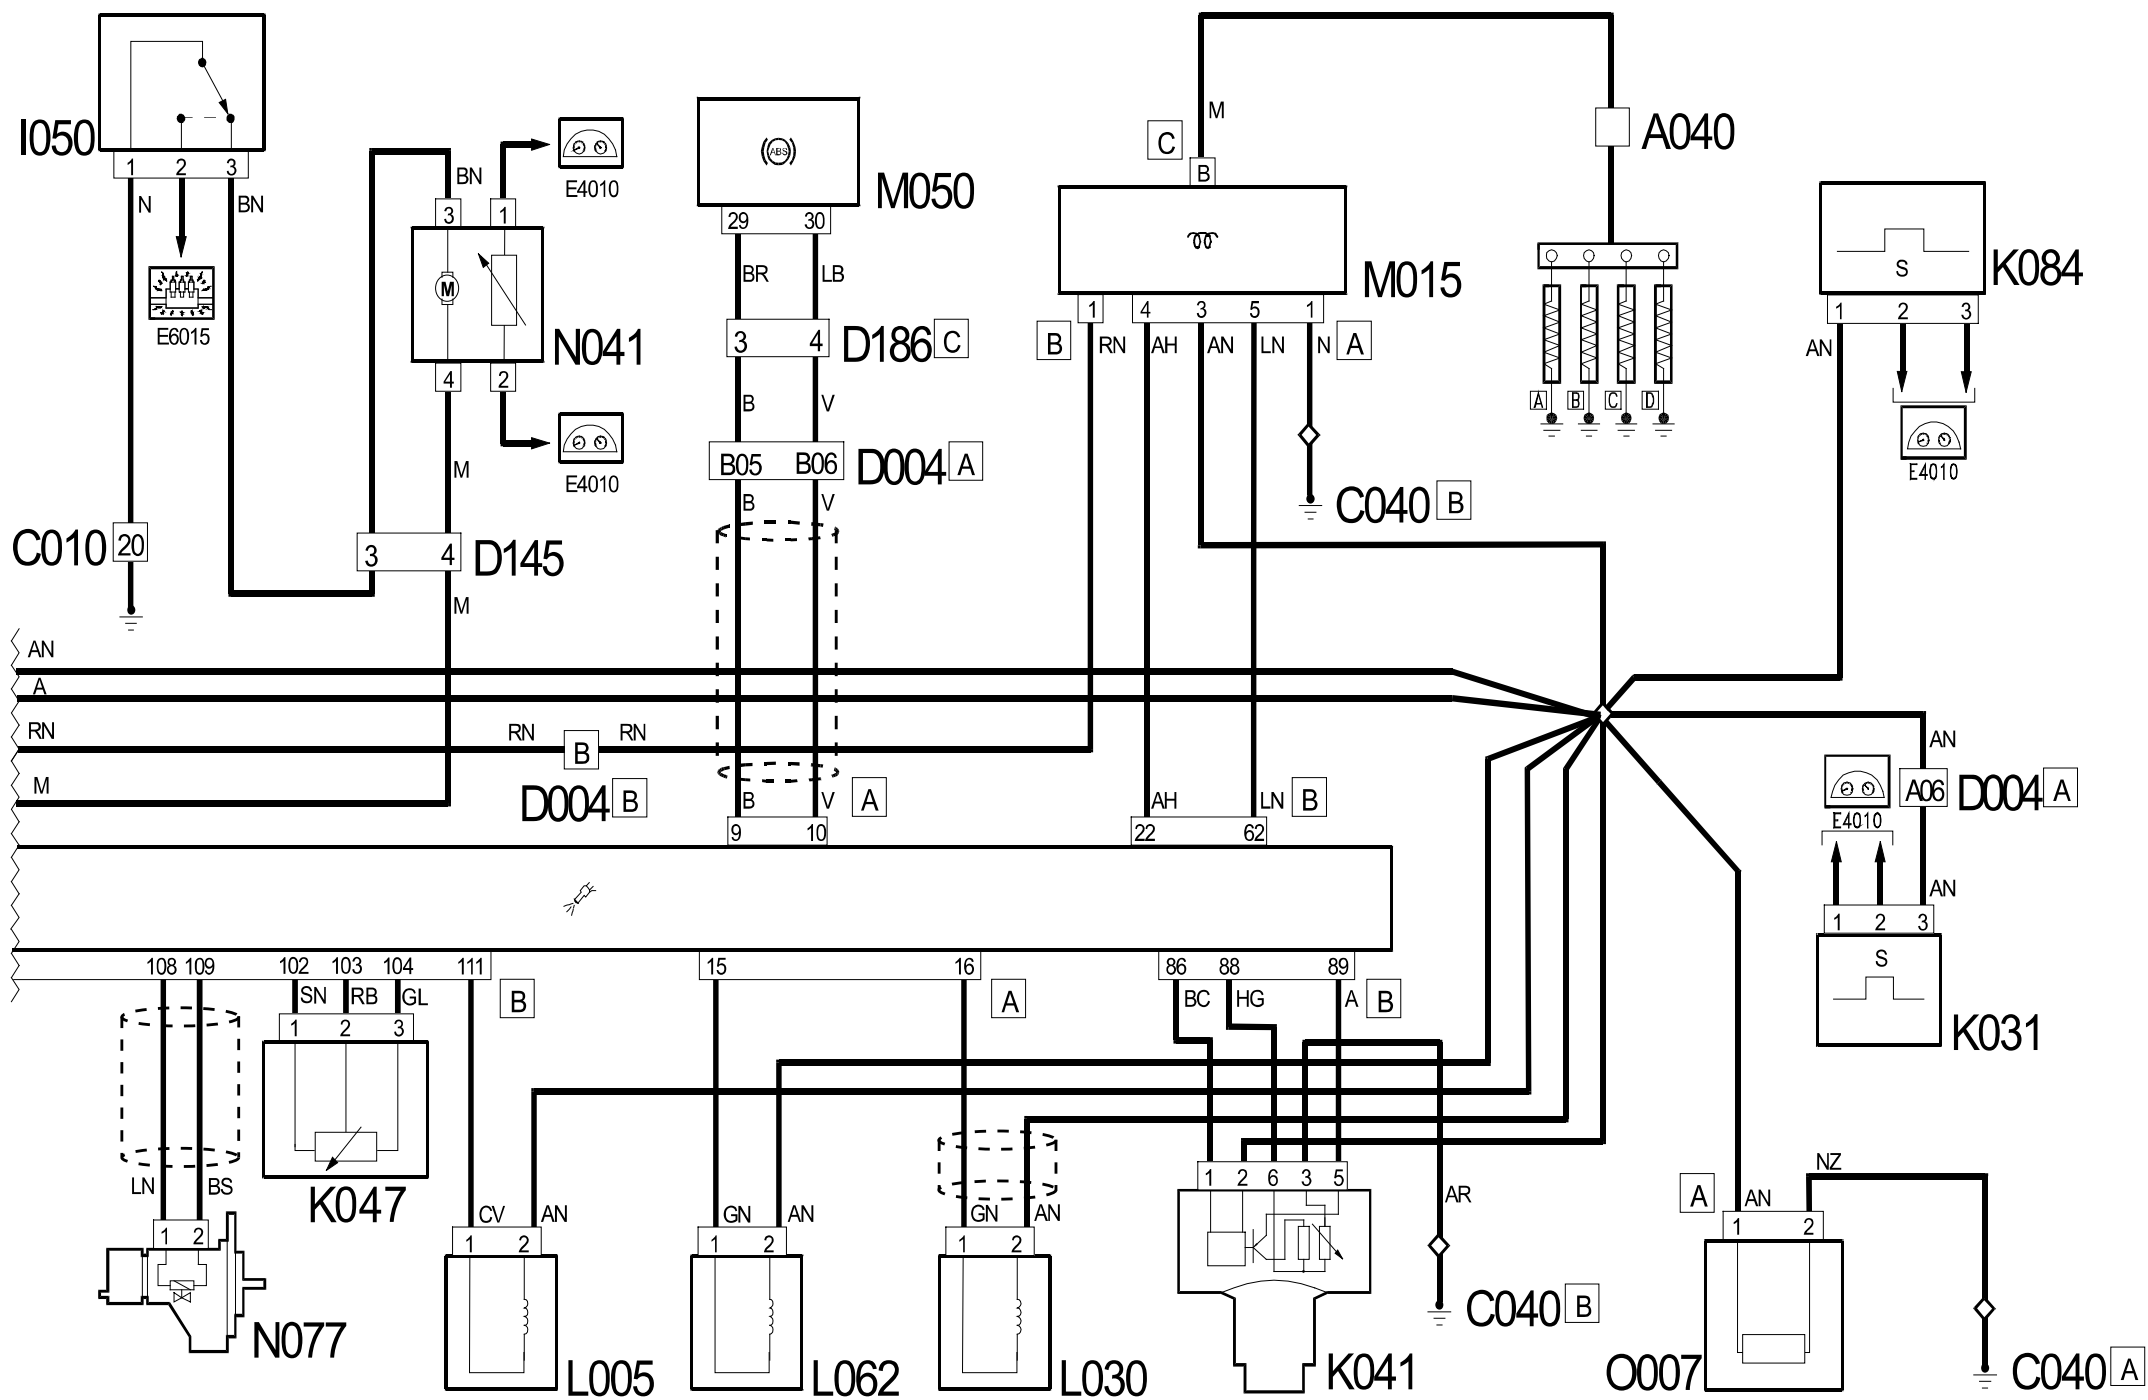 M
I050
1 2 3
N
BN
E6015
C010 20
BN
3 1
E4010
M
N041
4 2
E4010
M
3 4 D145
M
ABS
M050
29 30
BR LB
3 4 D186 C
B V
B05 B06 D004 A
B V
C
B
A040
M015
1 4 3 5 1
B RN AH AN LN N A
C040 B
A B C D
K084
S
1 2 3
AN
E4010
AN
A
RN
RN B RN
M
D004 B
B V A
9 10
AH LN B
22 62
AN
A06 D004 A
E4010
AN
1 2 3
S
K031
108 109 102 103 104 111
B
SN RB GL
1 2 3
K047
LN BS
1 2
N077
CV AN
1 2
L005
15 16
A
GN AN
1 2
L062
GN AN
1 2
L030
86 88 89
BC HG A B
1 2 6 3 5
K041
AR
C040 B
A AN
NZ
1 2
O007
C040 A